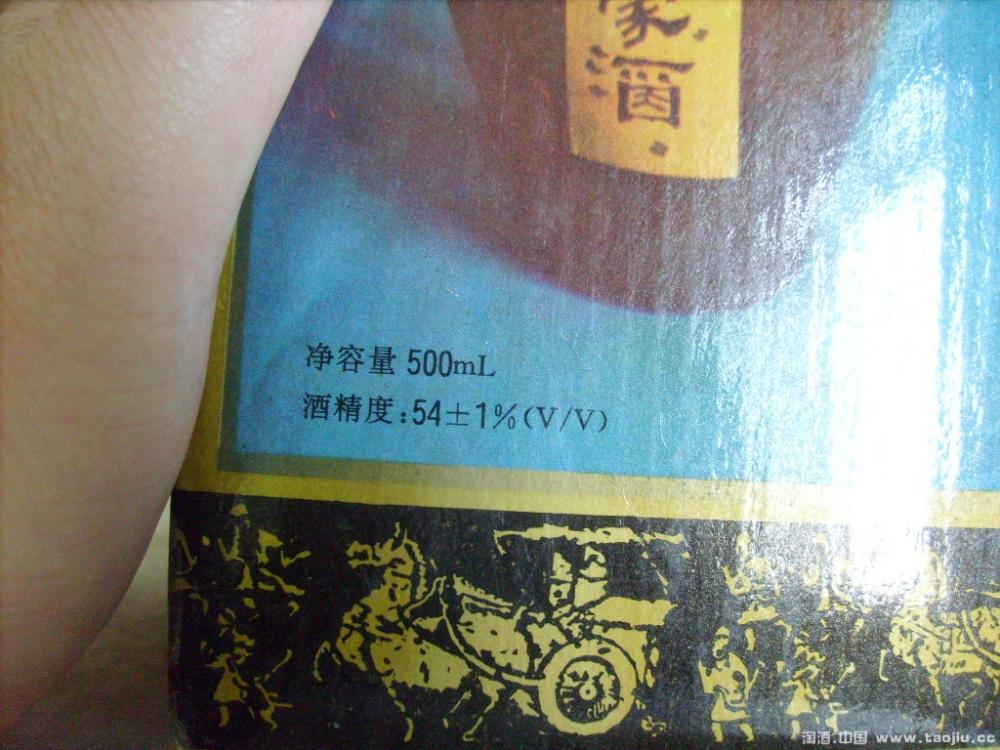 家酒
净容量 500mL
酒精度:54±1%(V/V)
淘酒.中国 www.taojiu.cc